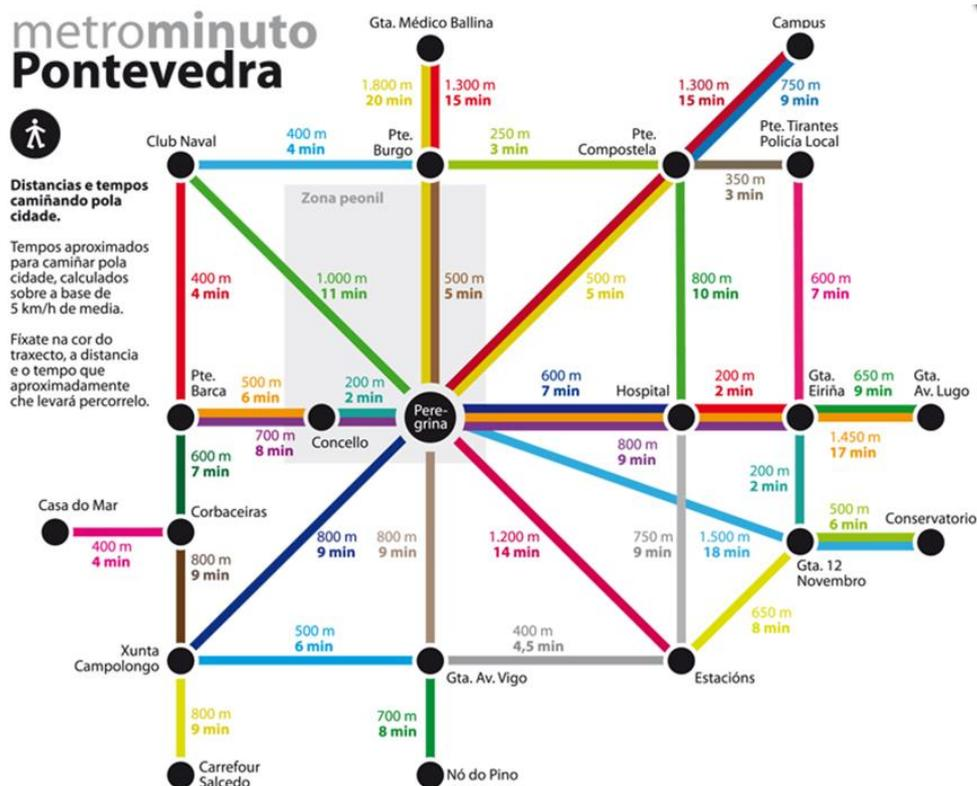 metrominuto
Pontevedra
Distancias e tempos
camiñando pola
cidade.
Tempos aproximados
para camiñar pola
cidade, calculados
sobre a base de
5 km/h de media.
Fíxate na cor do
traxecto, a distancia
e o tempo que
aproximadamente
che levará percorrelo.
Gta. Médico Ballina
Campus
1.800 m
20 min
1.300 m
15 min
1.300 m
15 min
750 m
9 min
Club Naval
400 m
4 min
Pte.
Burgo
250 m
3 min
Pte.
Compostela
Pte. Tirantes
Policía Local
350 m
3 min
Zona peonil
400 m
4 min
1.000 m
11 min
500 m
5 min
500 m
5 min
800 m
10 min
600 m
7 min
Pte.
Barca
500 m
6 min
200 m
2 min
Pere-
grina
600 m
7 min
Hospital
200 m
2 min
Gta.
Eiriña
650 m
9 min
Gta.
Av. Lugo
700 m
8 min
Concello
800 m
9 min
1.450 m
17 min
600 m
7 min
200 m
2 min
Casa do Mar
400 m
4 min
Corbaceiras
800 m
9 min
800 m
9 min
800 m
9 min
1.200 m
14 min
750 m
9 min
1.500 m
18 min
500 m
6 min
Conservatorio
Gta. 12
Novembro
650 m
8 min
Xunta
Campolongo
500 m
6 min
400 m
4,5 min
Gta. Av. Vigo
Estacións
800 m
9 min
700 m
8 min
Carrefour
Salcedo
Nó do Pino